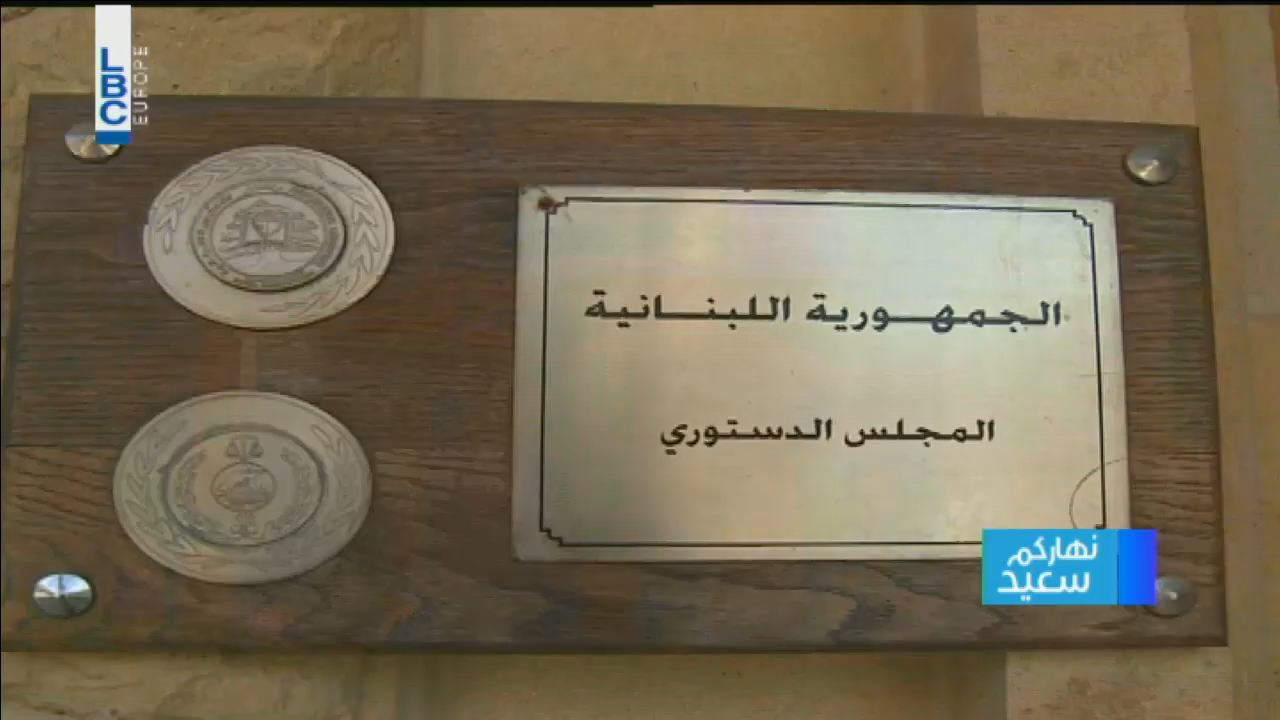 LBC
EUROPE
الجمهورية اللبنانية
المجلس الدستوري
نهاركم
سعيد